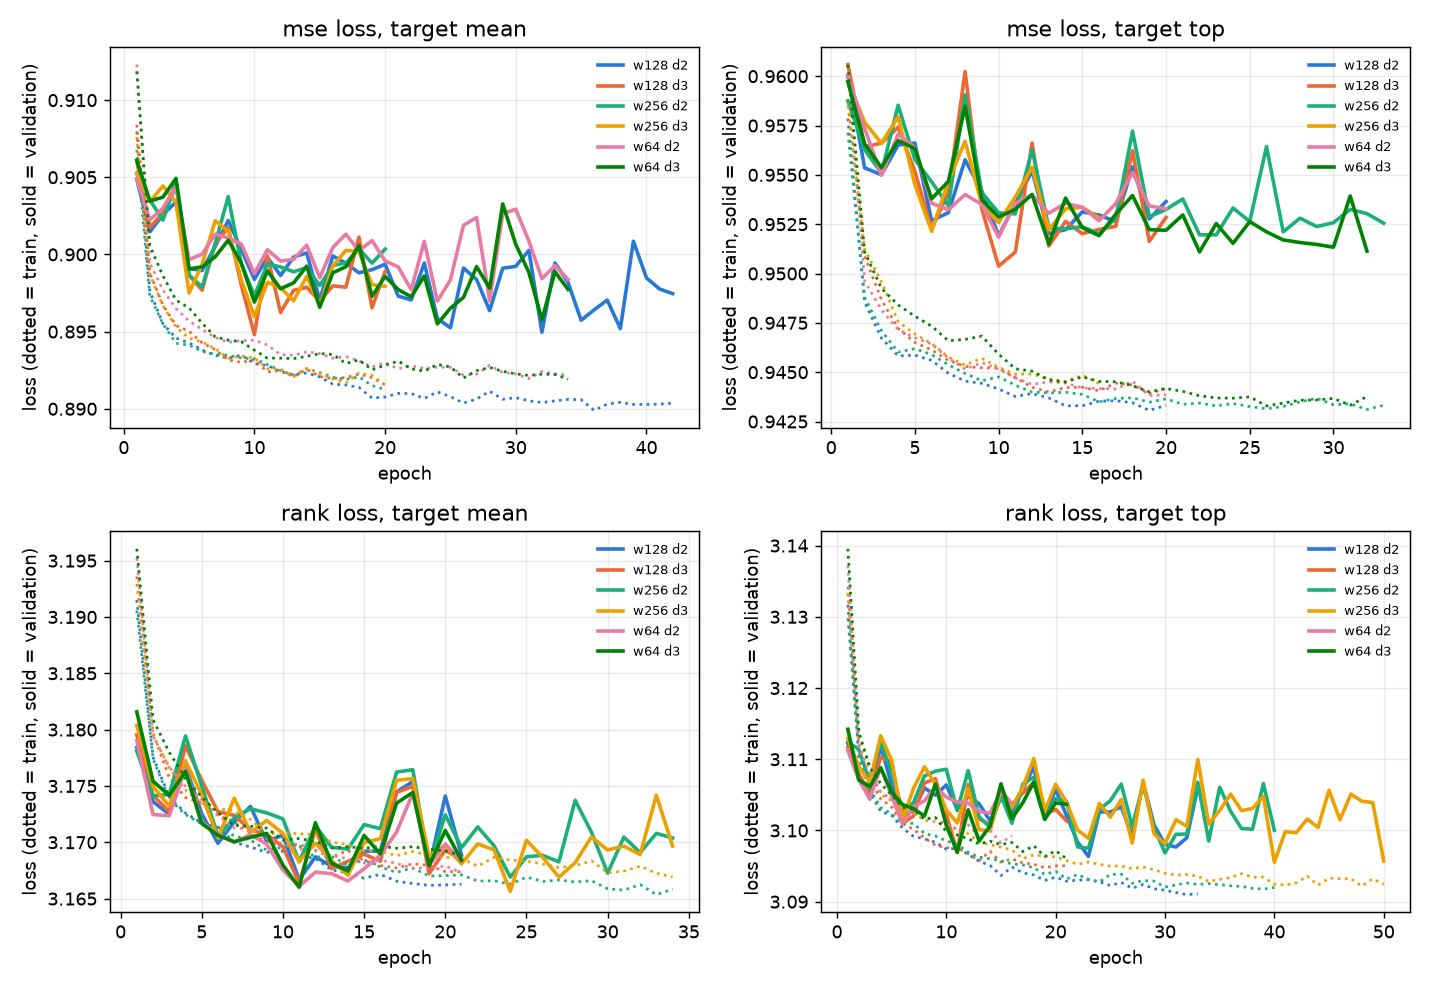 mse loss, target mean
loss (dotted = train, solid = validation)
0.910
0.905
0.900
0.895
0.890
0
10
20
30
40
epoch
w128 d2
w128 d3
w256 d2
w256 d3
w64 d2
w64 d3
mse loss, target top
loss (dotted = train, solid = validation)
0.9600
0.9575
0.9550
0.9525
0.9500
0.9475
0.9450
0.9425
0
5
10
15
20
25
30
epoch
w128 d2
w128 d3
w256 d2
w256 d3
w64 d2
w64 d3
rank loss, target mean
loss (dotted = train, solid = validation)
3.195
3.190
3.185
3.180
3.175
3.170
3.165
0
5
10
15
20
25
30
35
epoch
w128 d2
w128 d3
w256 d2
w256 d3
w64 d2
w64 d3
rank loss, target top
loss (dotted = train, solid = validation)
3.14
3.13
3.12
3.11
3.10
3.09
0
10
20
30
40
50
epoch
w128 d2
w128 d3
w256 d2
w256 d3
w64 d2
w64 d3